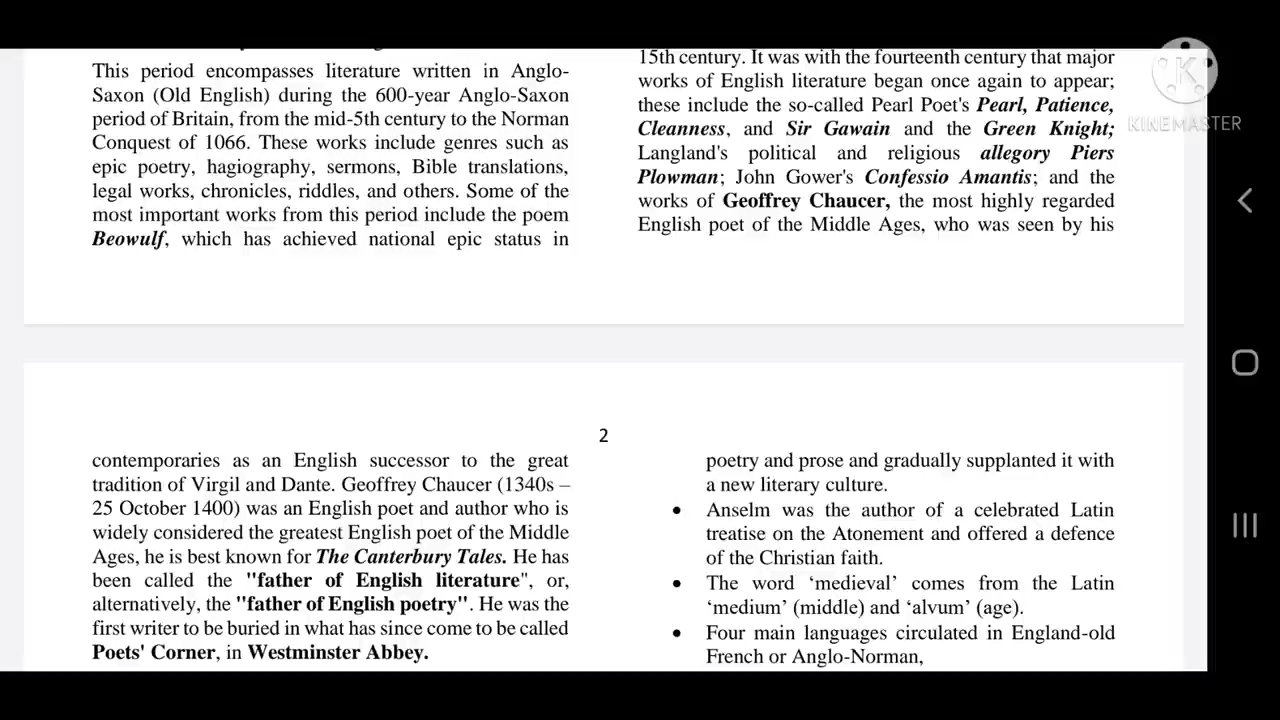 This period encompasses literature written in Anglo-
Saxon (Old English) during the 600-year Anglo-Saxon
period of Britain, from the mid-5th century to the Norman
Conquest of 1066. These works include genres such as
epic poetry, hagiography, sermons, Bible translations,
legal works, chronicles, riddles, and others. Some of the
most important works from this period include the poem
Beowulf, which has achieved national epic status in
15th century. It was with the fourteenth century that major
works of English literature began once again to appear;
these include the so-called Pearl Poet's Pearl, Patience,
Cleanness, and Sir Gawain and the Green Knight;
Langland's political and religious allegory Piers
Plowman; John Gower's Confessio Amantis; and the
works of Geoffrey Chaucer, the most highly regarded
English poet of the Middle Ages, who was seen by his
K
KINEMASTER
2
contemporaries as an English successor to the great
tradition of Virgil and Dante. Geoffrey Chaucer (1340s –
25 October 1400) was an English poet and author who is
widely considered the greatest English poet of the Middle
Ages, he is best known for The Canterbury Tales. He has
been called the "father of English literature", or,
alternatively, the "father of English poetry". He was the
first writer to be buried in what has since come to be called
Poets' Corner, in Westminster Abbey.
poetry and prose and gradually supplanted it with
a new literary culture.
• Anselm was the author of a celebrated Latin
treatise on the Atonement and offered a defence
of the Christian faith.
• The word ‘medieval’ comes from the Latin
‘medium’ (middle) and ‘alvum’ (age).
• Four main languages circulated in England-old
French or Anglo-Norman,